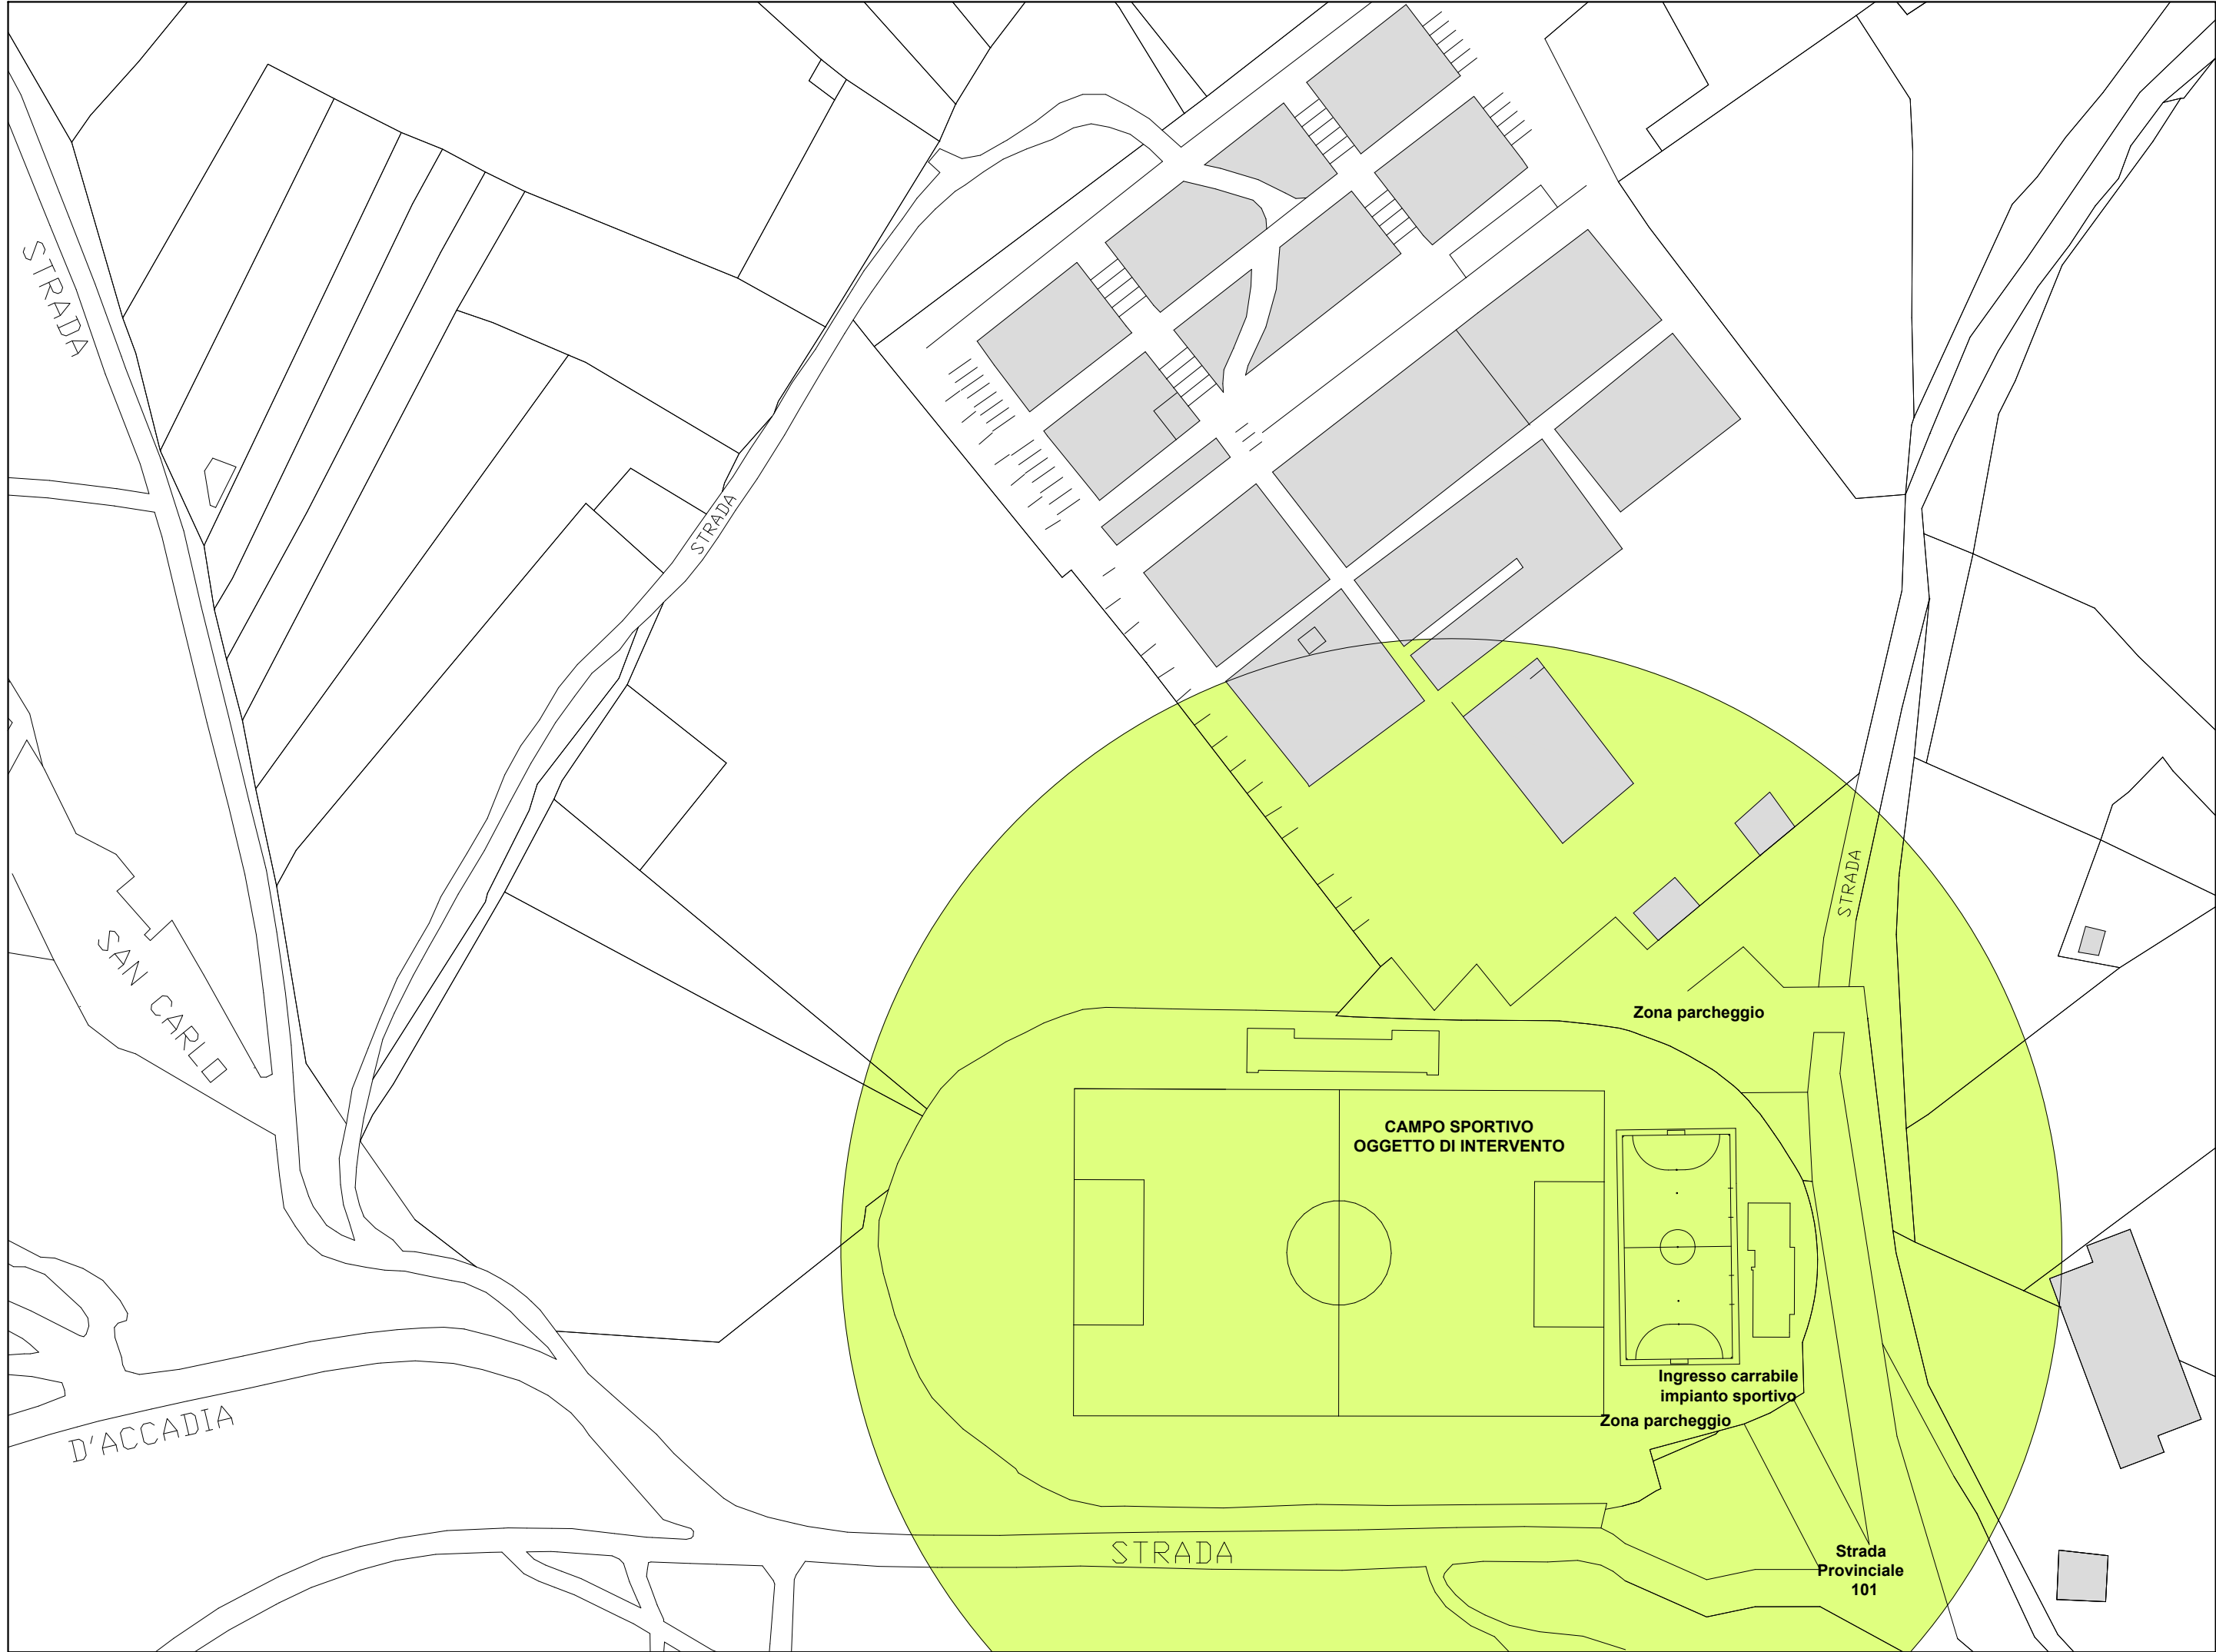 STRADA
STRADA
STRADA
SAN CARLO
Zona parcheggio
CAMPO SPORTIVO
OGGETTO DI INTERVENTO
Ingresso carrabile
impianto sportivo
Zona parcheggio
D'ACCADIA
STRADA
Strada
Provinciale
101